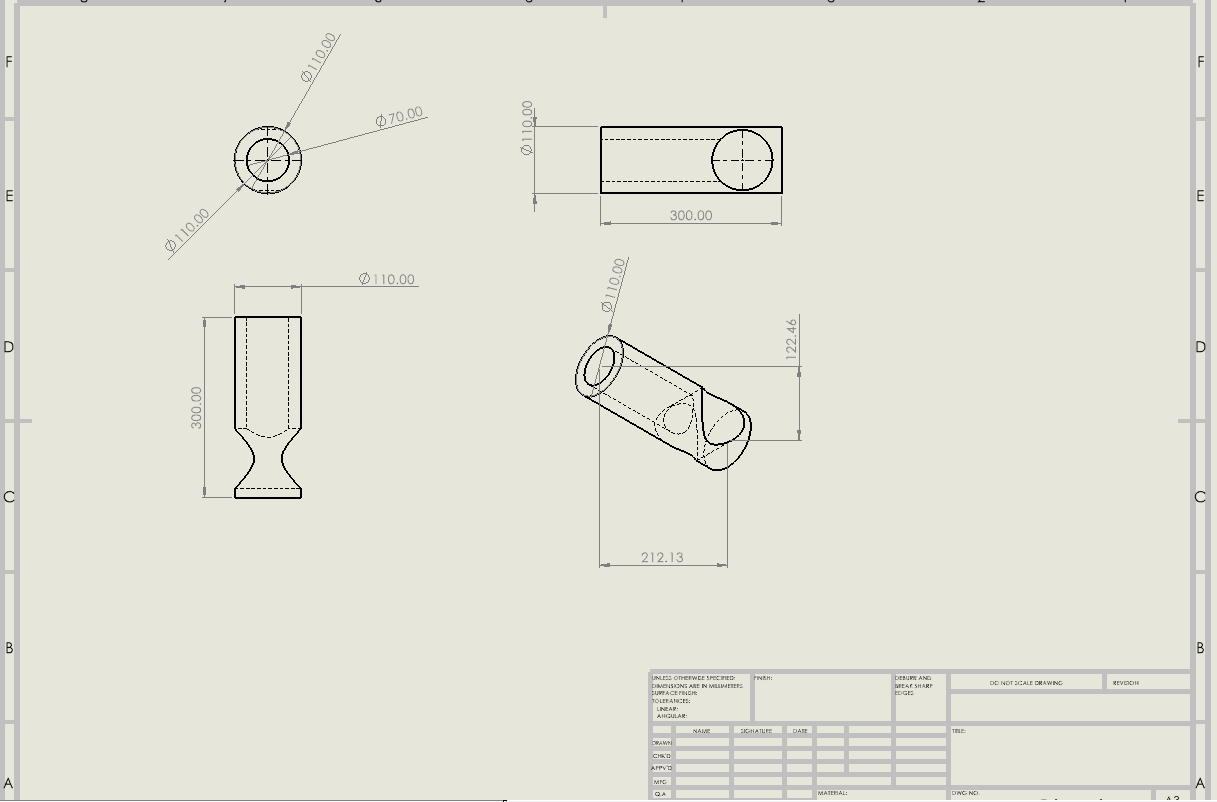 F
F
E
E
D
D
C
C
B
B
A
A
Ø110.00
Ø70.00
Ø110.00
Ø110.00
300.00
Ø110.00
300.00
Ø110.00
122.46
212.13
UNLESS OTHERWISE SPECIFIED:
DIMENSIONS ARE IN MILLIMETERS
SURFACE FINISH:
TOLERANCES:
LINEAR:
ANGULAR:
FINISH:
DEBURR AND
BREAK SHARP
EDGES
DO NOT SCALE DRAWING
REVISION
NAME
SIGNATURE
DATE
TITLE:
DRAWN
CHK'D
APPV'D
MFG
Q.A
MATERIAL:
DWG NO.
A3